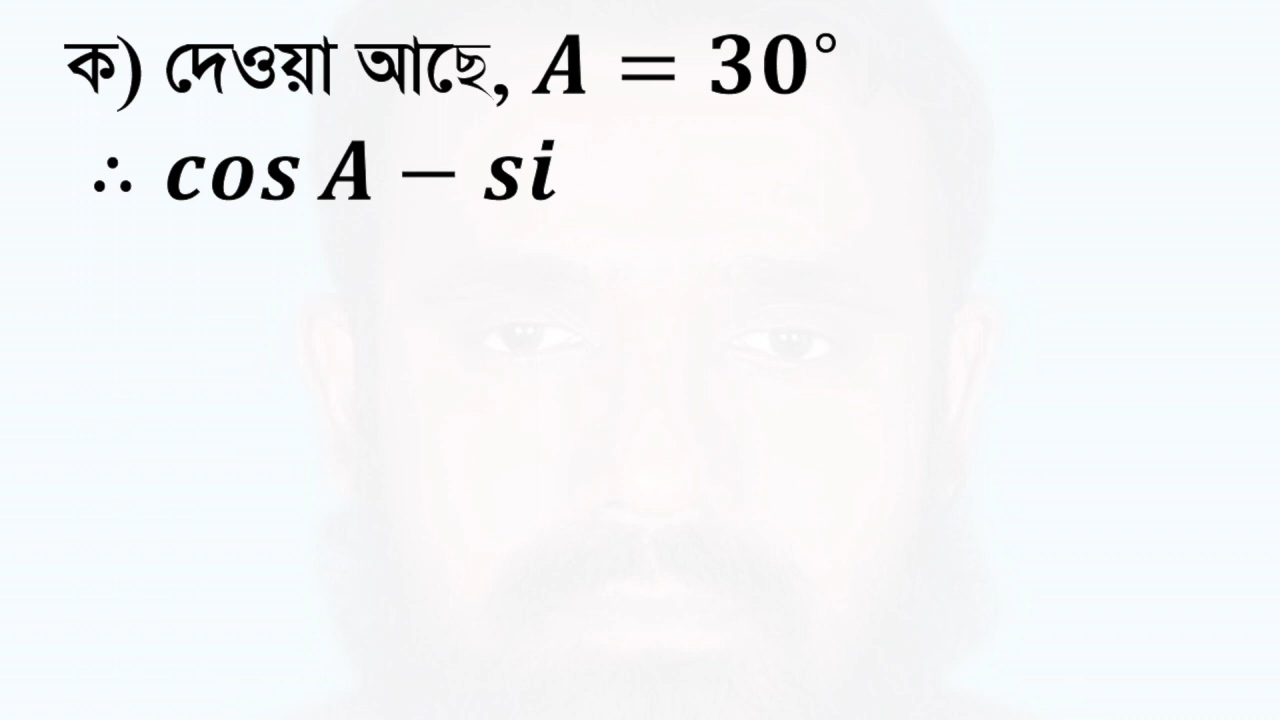 ক) দেওয়া আছে, A = 30°
∴ cos A − si